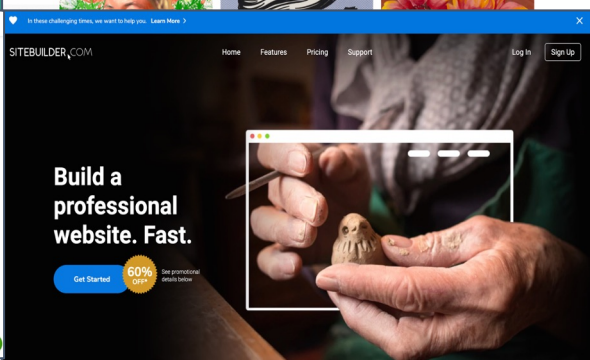 In these challenging times, we want to help you. Learn More >
SITEBUILDER.COM
Home Features Pricing Support
Log In Sign Up
Build a
professional
website. Fast.
Get Started
60%
OFF*
See promotional
details below